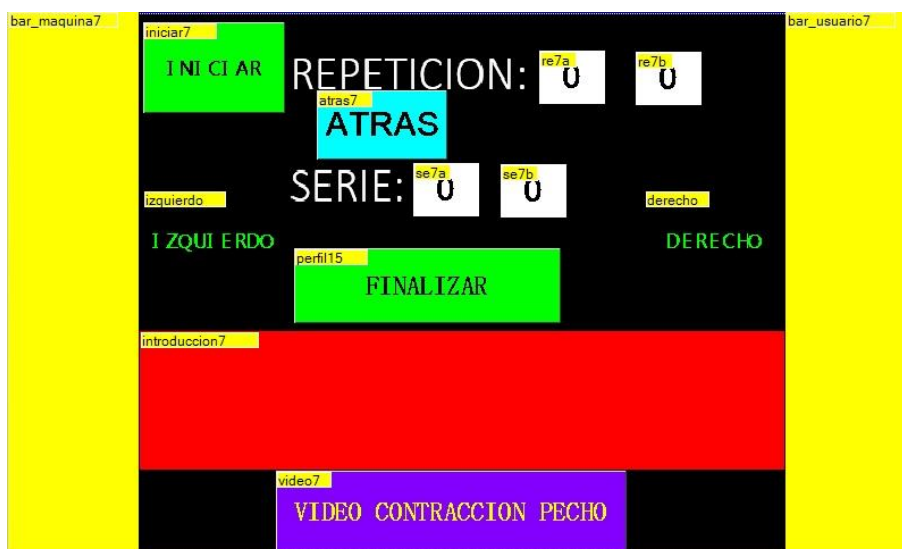 bar_maquina7
bar_usuario7
iniciar7
INICIAR
REPETICION:
re7a
0
re7b
0
atras7
ATRAS
SERIE:
se7a
0
se7b
0
izquierdo
derecho
IZQUIERDO
DERECHO
perfil15
FINALIZAR
introduccion7
video7
VIDEO CONTRACCION PECHO